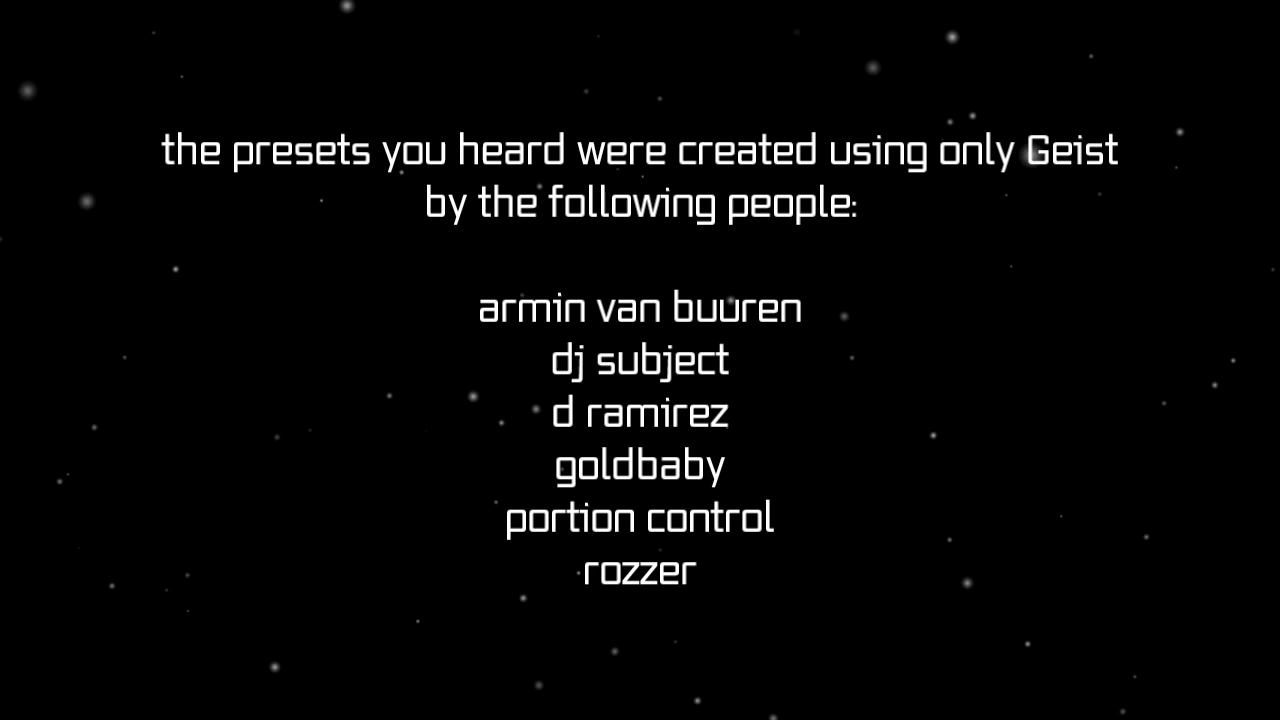 the presets you heard were created using only Geist
by the following people:
armin van buuren
dj subject
d ramirez
goldbaby
portion control
rozzer